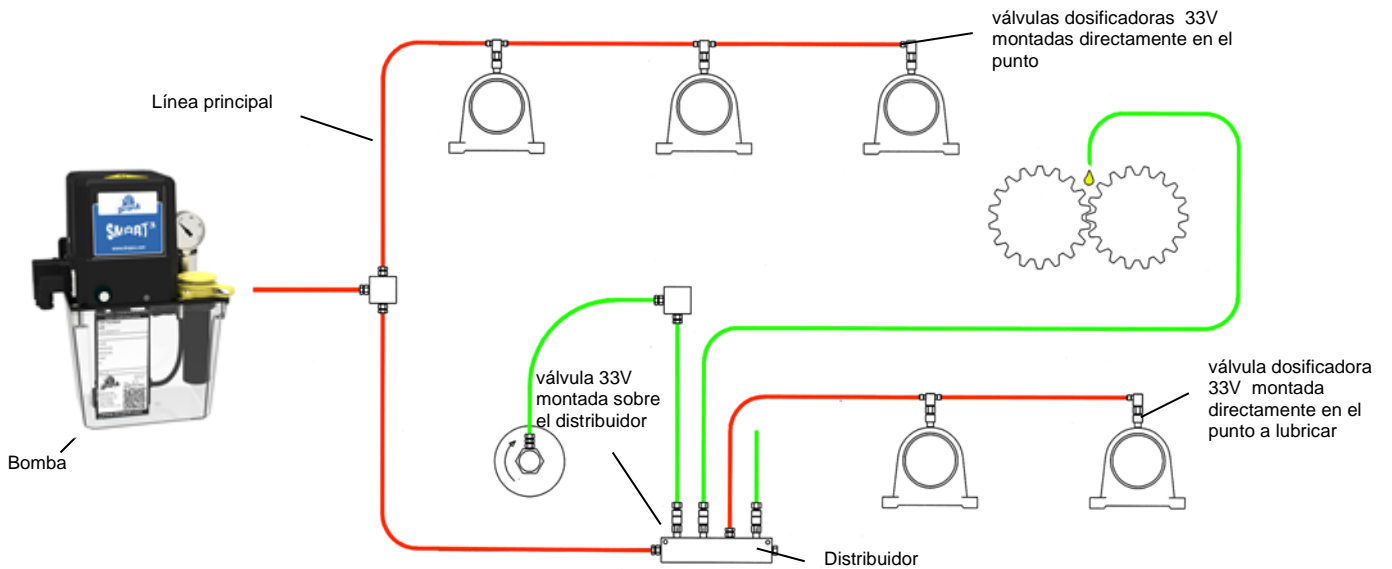 válvulas dosificadoras 33V
montadas directamente en el
punto
Línea principal
SMART³
válvula 33V
montada sobre
el distribuidor
válvula dosificadora
33V montada
directamente en el
punto a lubricar
Bomba
Distribuidor